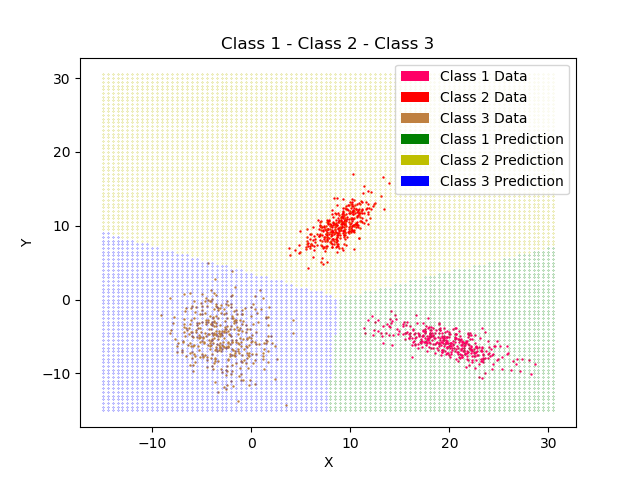 Class 1 - Class 2 - Class 3
30
20
10
0
−10
Y
Class 1 Data
Class 2 Data
Class 3 Data
Class 1 Prediction
Class 2 Prediction
Class 3 Prediction
−10 0 10 20 30
X